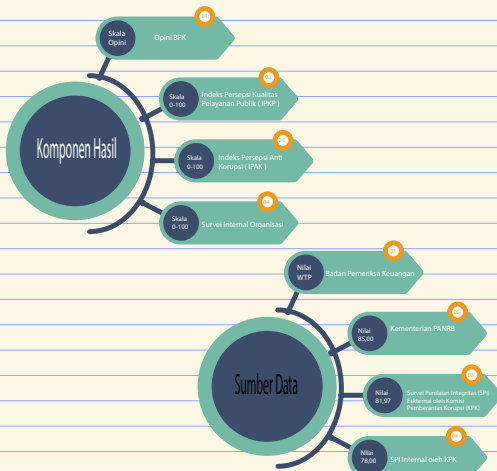 01
Skala
Opini
Opini BPK
02
Skala
0-100
Indeks Persepsi Kualitas
Pelayanan Publik ( IPKP )
Komponen Hasil
03
Skala
0-100
Indeks Persepsi Anti
Korupsi ( IPAK )
04
Skala
0-100
Survei Internal Organisasi
01
Nilai
WTP
Badan Pemeriksa Keuangan
02
Nilai
85,00
Kementerian PANRB
Sumber Data
03
Nilai
81,97
Survei Penilaian Integritas (SPI)
Eskternal oleh Komisi
Pemberantas Korupsi (KPK)
04
Nilai
78,00
SPI Internal oleh KPK